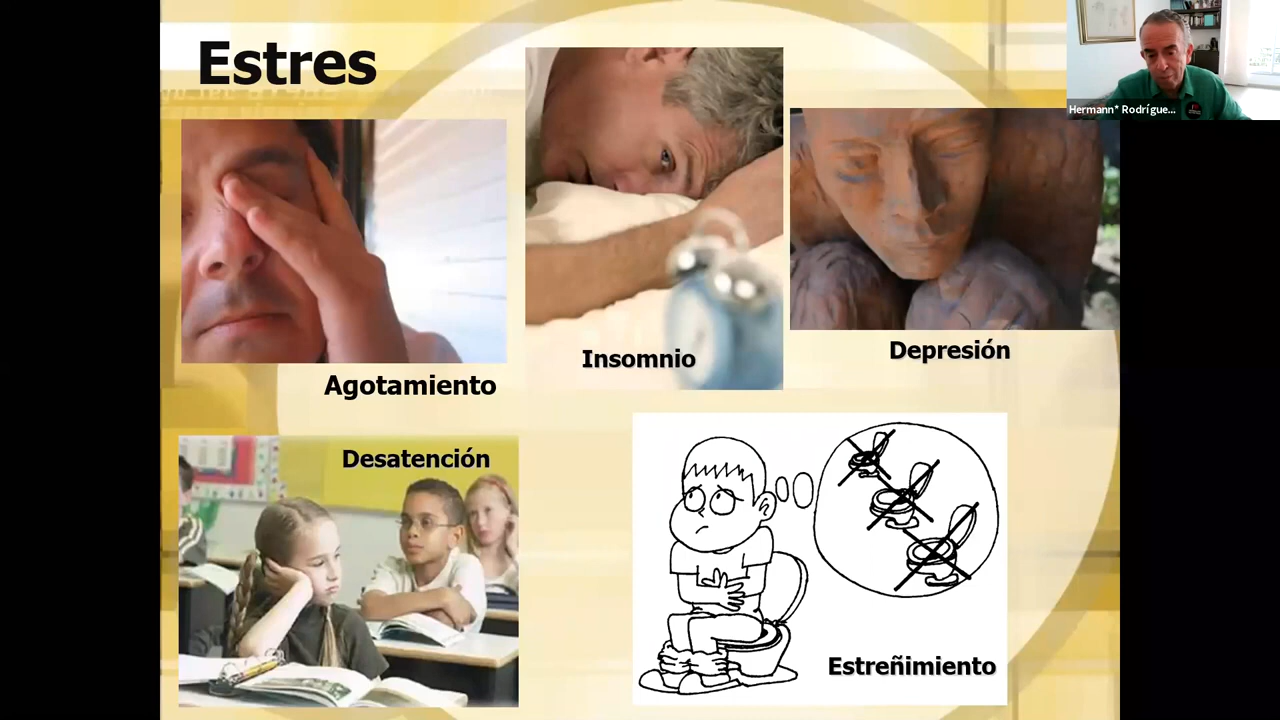 Estres
Hermann* Rodrígue...
Insomnio
Depresión
Agotamiento
Desatención
Estreñimiento